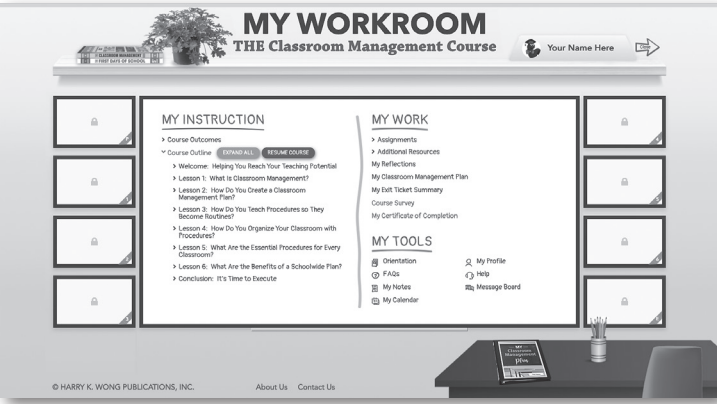 MY WORKROOM
THE Classroom Management Course
CLASSROOM MANAGEMENT
FIRST DAYS OF SCHOOL
Your Name Here
MY INSTRUCTION
Course Outcomes
Course Outline EXPAND ALL RESUME COURSE
Welcome: Helping You Reach Your Teaching Potential
Lesson 1: What Is Classroom Management?
Lesson 2: How Do You Create a Classroom
Management Plan?
Lesson 3: How Do You Teach Procedures so They
Become Routines?
Lesson 4: How Do You Organize Your Classroom with
Procedures?
Lesson 5: What Are the Essential Procedures for Every
Classroom?
Lesson 6: What Are the Benefits of a Schoolwide Plan?
Conclusion: It's Time to Execute
MY WORK
Assignments
Additional Resources
My Reflections
My Classroom Management Plan
My Exit Ticket Summary
Course Survey
My Certificate of Completion
MY TOOLS
Orientation
FAQs
My Notes
My Calendar
My Profile
Help
Message Board
MY
Classroom
Management
Plan
© HARRY K. WONG PUBLICATIONS, INC.
About Us Contact Us